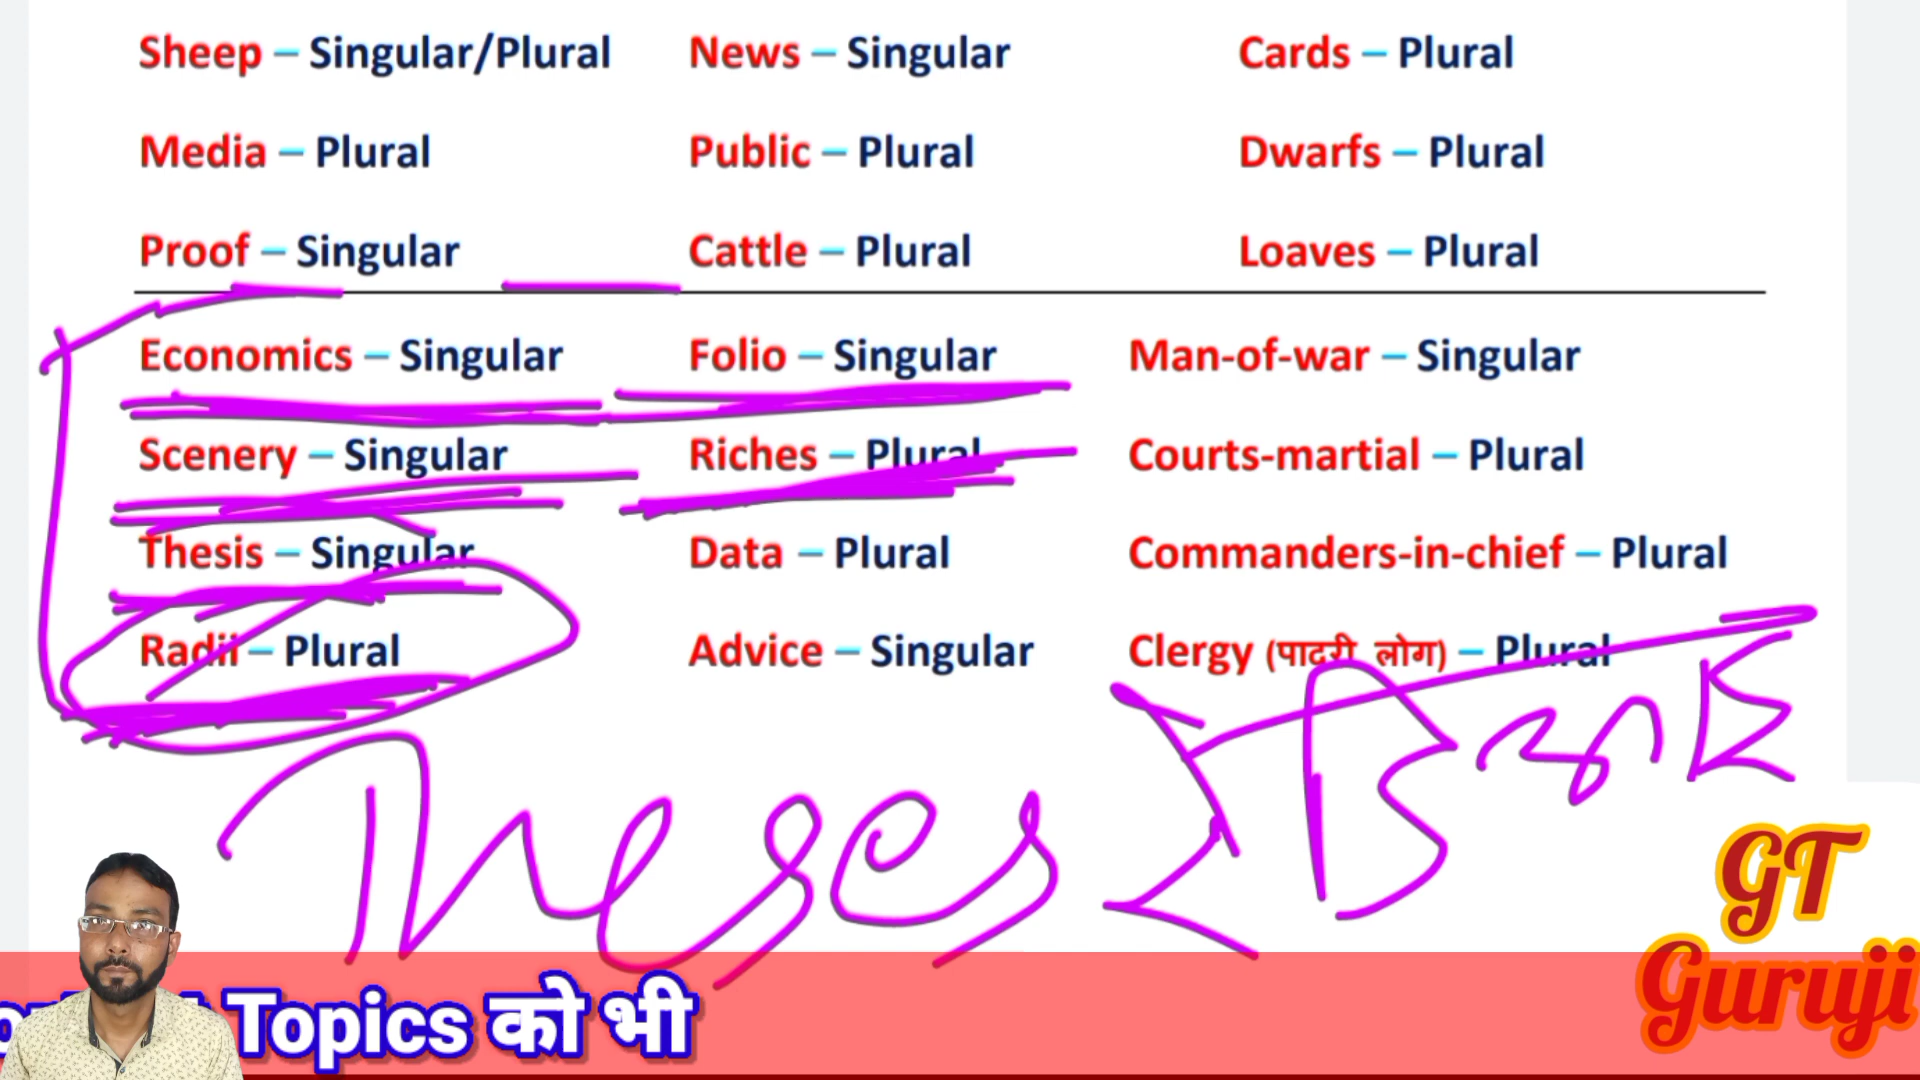 Sheep – Singular/Plural News – Singular Cards – Plural
Media – Plural Public – Plural Dwarfs – Plural
Proof – Singular Cattle – Plural Loaves – Plural
Economics – Singular Folio – Singular Man-of-war – Singular
Scenery – Singular Riches – Plural Courts-martial – Plural
Thesis – Singular Data – Plural Commanders-in-chief – Plural
Radii – Plural Advice – Singular Clergy (पादरी लोग) – Plural
Theses
GT
Guruji
Topics को भी